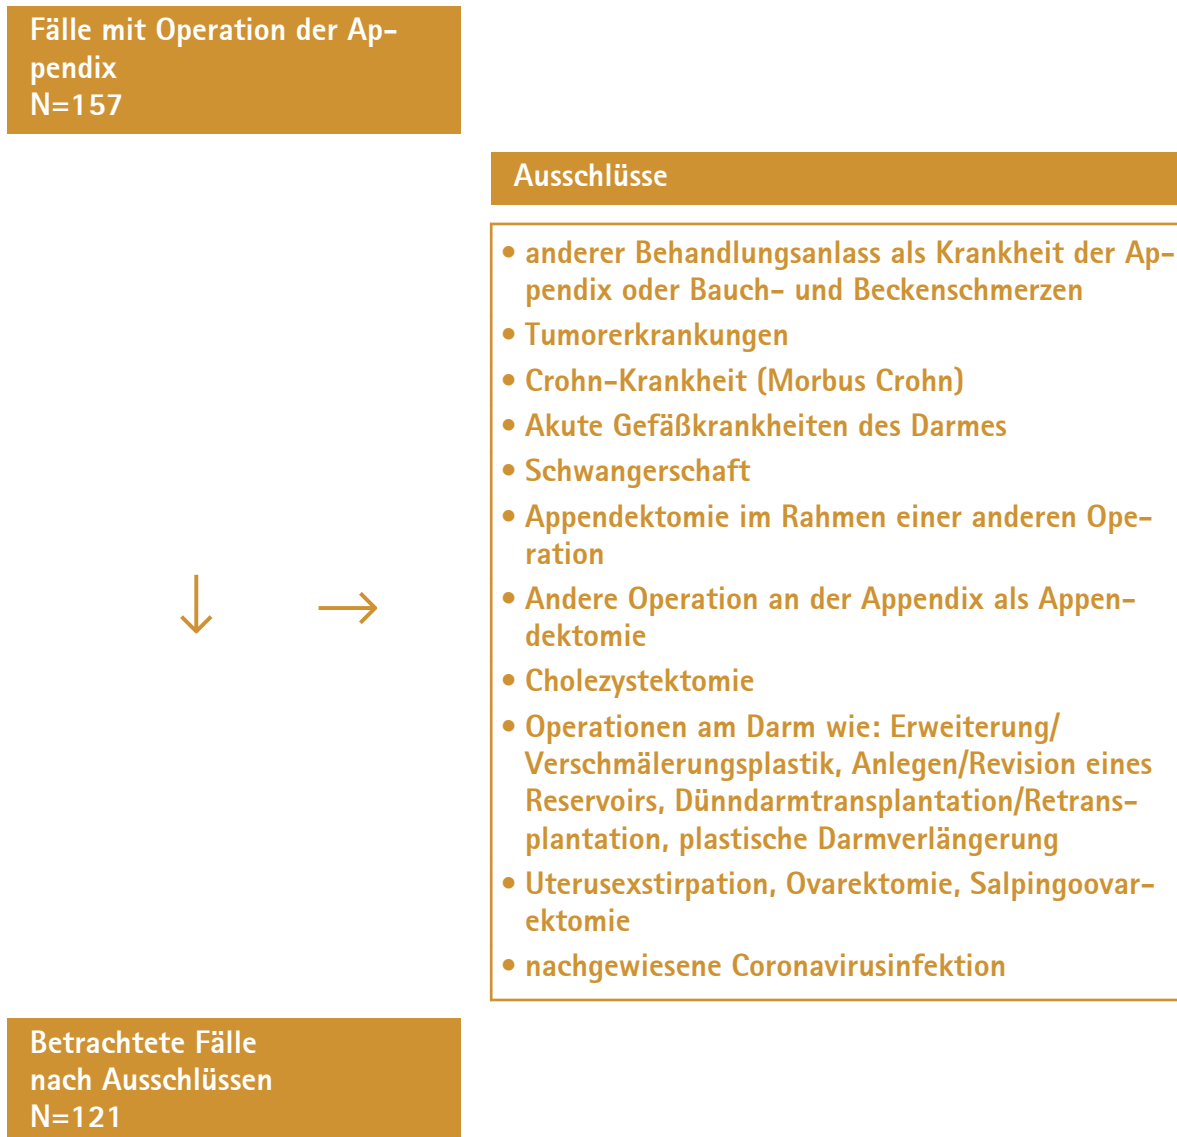 Fälle mit Operation der Ap-
pendix
N=157
Ausschlüsse
• anderer Behandlungsanlass als Krankheit der Ap-
pendix oder Bauch- und Beckenschmerzen
• Tumorerkrankungen
• Crohn-Krankheit (Morbus Crohn)
• Akute Gefäßkrankheiten des Darmes
• Schwangerschaft
• Appendektomie im Rahmen einer anderen Ope-
ration
• Andere Operation an der Appendix als Appen-
dektomie
• Cholezystektomie
• Operationen am Darm wie: Erweiterung/
Verschmälerungsplastik, Anlegen/Revision eines
Reservoirs, Dünndarmtransplantation/Retrans-
plantation, plastische Darmverlängerung
• Uterusexstirpation, Ovarektomie, Salpingoovar-
ektomie
• nachgewiesene Coronavirusinfektion
Betrachtete Fälle
nach Ausschlüssen
N=121